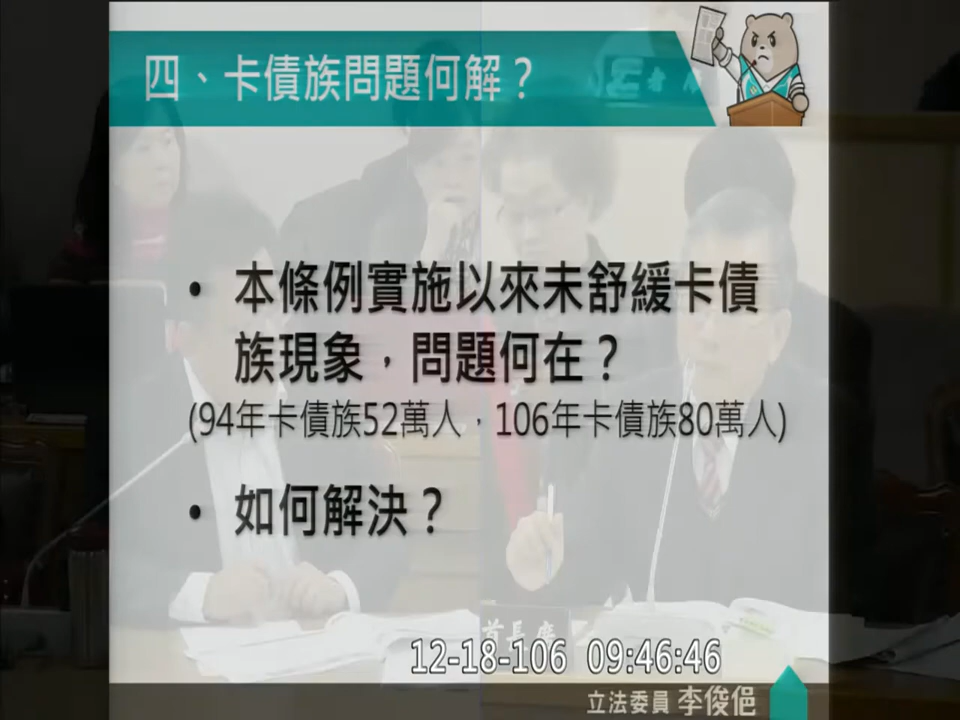 四、卡債族問題何解？
• 本條例實施以來未舒緩卡債
族現象，問題何在？
(94年卡債族52萬人，106年卡債族80萬人)
• 如何解決？
12-18-106 09:46:46
立法委員 李俊俋